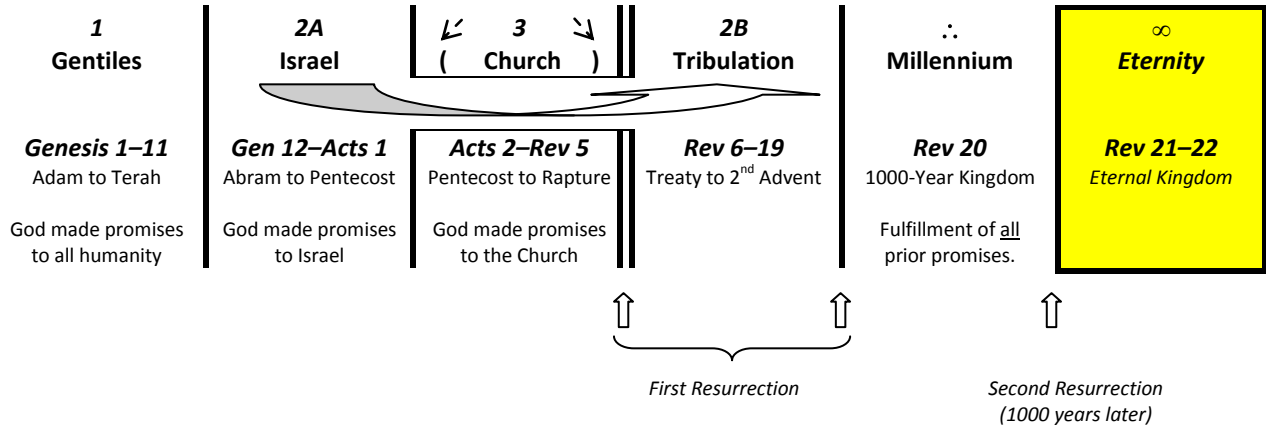 1
Gentiles
Genesis 1–11
Adam to Terah
God made promises
to all humanity
2A
Israel
Gen 12–Acts 1
Abram to Pentecost
God made promises
to Israel
3
( Church )
Acts 2–Rev 5
Pentecost to Rapture
God made promises
to the Church
2B
Tribulation
Rev 6–19
Treaty to 2nd Advent
∴
Millennium
Rev 20
1000-Year Kingdom
Fulfillment of all
prior promises.
∞
Eternity
Rev 21–22
Eternal Kingdom
First Resurrection
Second Resurrection
(1000 years later)